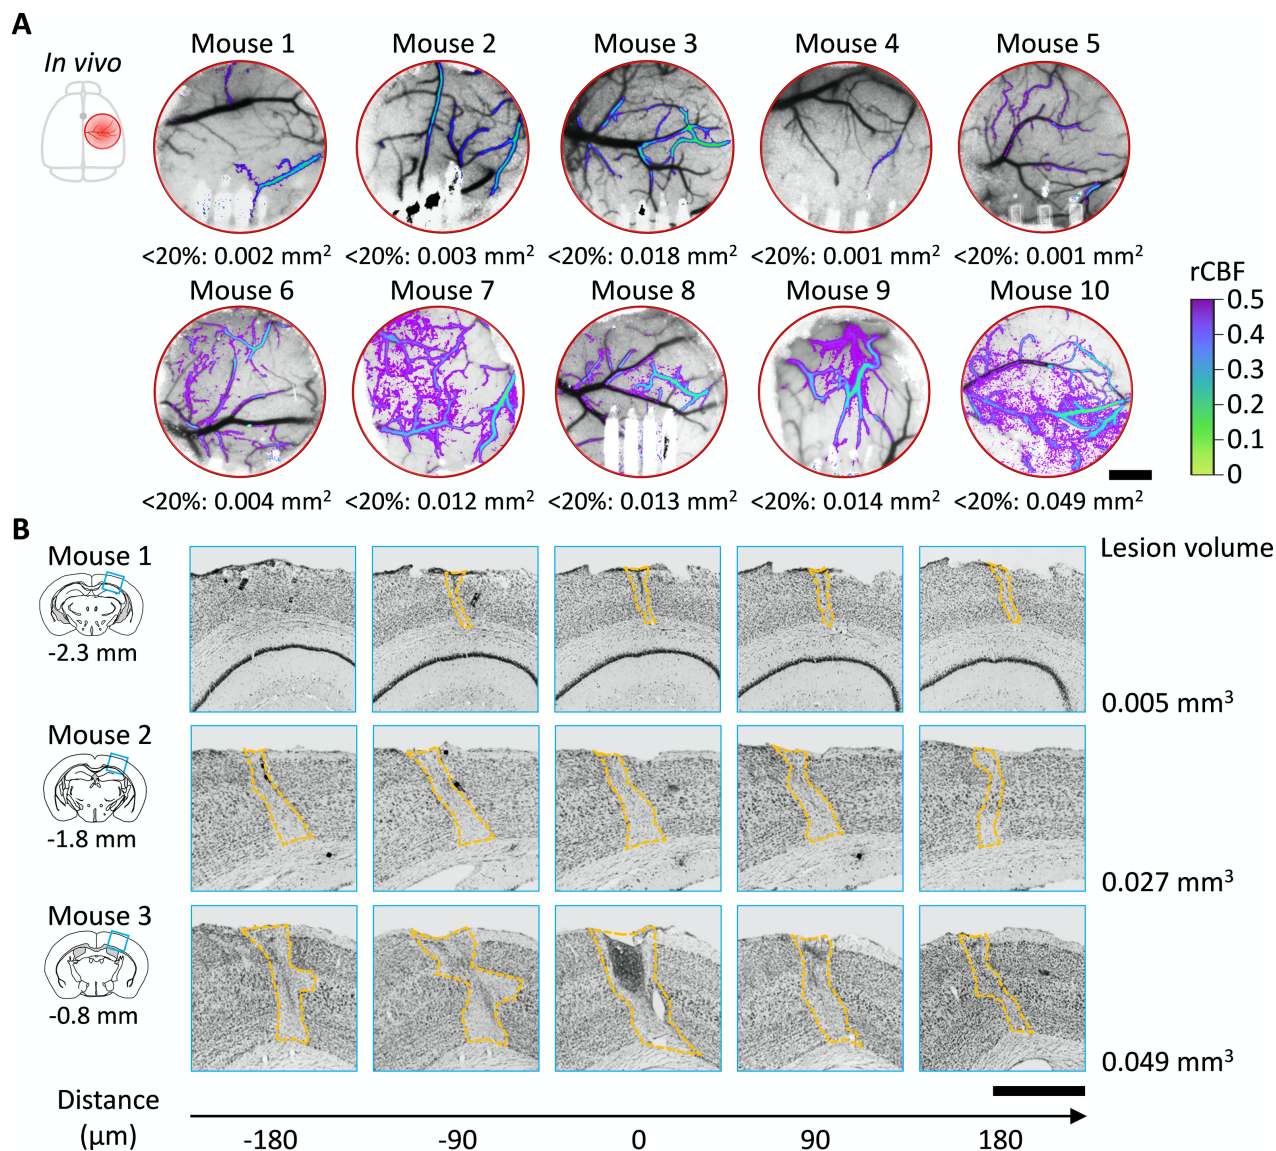 A
In vivo
Mouse 1 Mouse 2 Mouse 3 Mouse 4 Mouse 5
<20%: 0.002 mm² <20%: 0.003 mm² <20%: 0.018 mm² <20%: 0.001 mm² <20%: 0.001 mm²
Mouse 6 Mouse 7 Mouse 8 Mouse 9 Mouse 10
<20%: 0.004 mm² <20%: 0.012 mm² <20%: 0.013 mm² <20%: 0.014 mm² <20%: 0.049 mm²
rCBF
0.5
0.4
0.3
0.2
0.1
0
B
Lesion volume
Mouse 1
-2.3 mm
0.005 mm³
Mouse 2
-1.8 mm
0.027 mm³
Mouse 3
-0.8 mm
0.049 mm³
Distance
(μm)
-180 -90 0 90 180